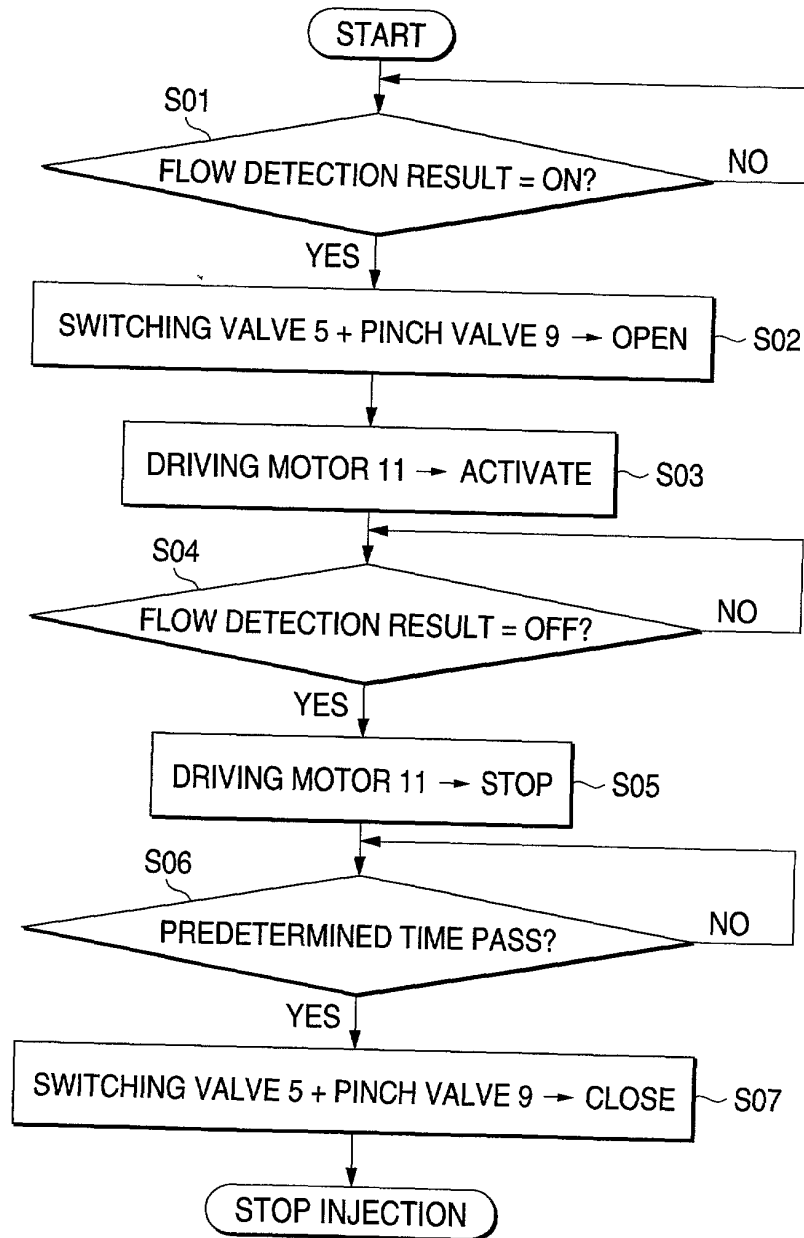 START
S01
FLOW DETECTION RESULT = ON?
NO
YES
SWITCHING VALVE 5 + PINCH VALVE 9 → OPEN
S02
DRIVING MOTOR 11 → ACTIVATE
S03
S04
FLOW DETECTION RESULT = OFF?
NO
YES
DRIVING MOTOR 11 → STOP
S05
S06
PREDETERMINED TIME PASS?
NO
YES
SWITCHING VALVE 5 + PINCH VALVE 9 → CLOSE
S07
STOP INJECTION